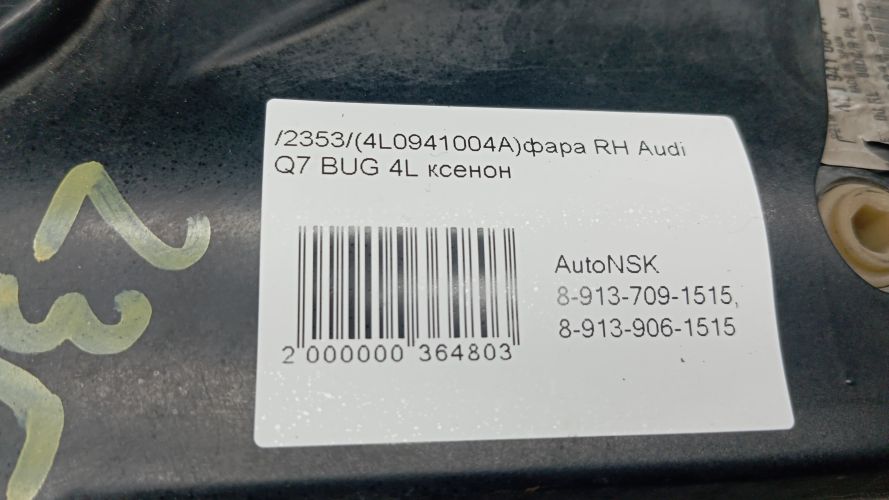 /2353/(4L0941004A)фара RH Audi
Q7 BUG 4L ксенон
AutoNSK
8-913-709-1515,
8-913-906-1515
2 000000 364803